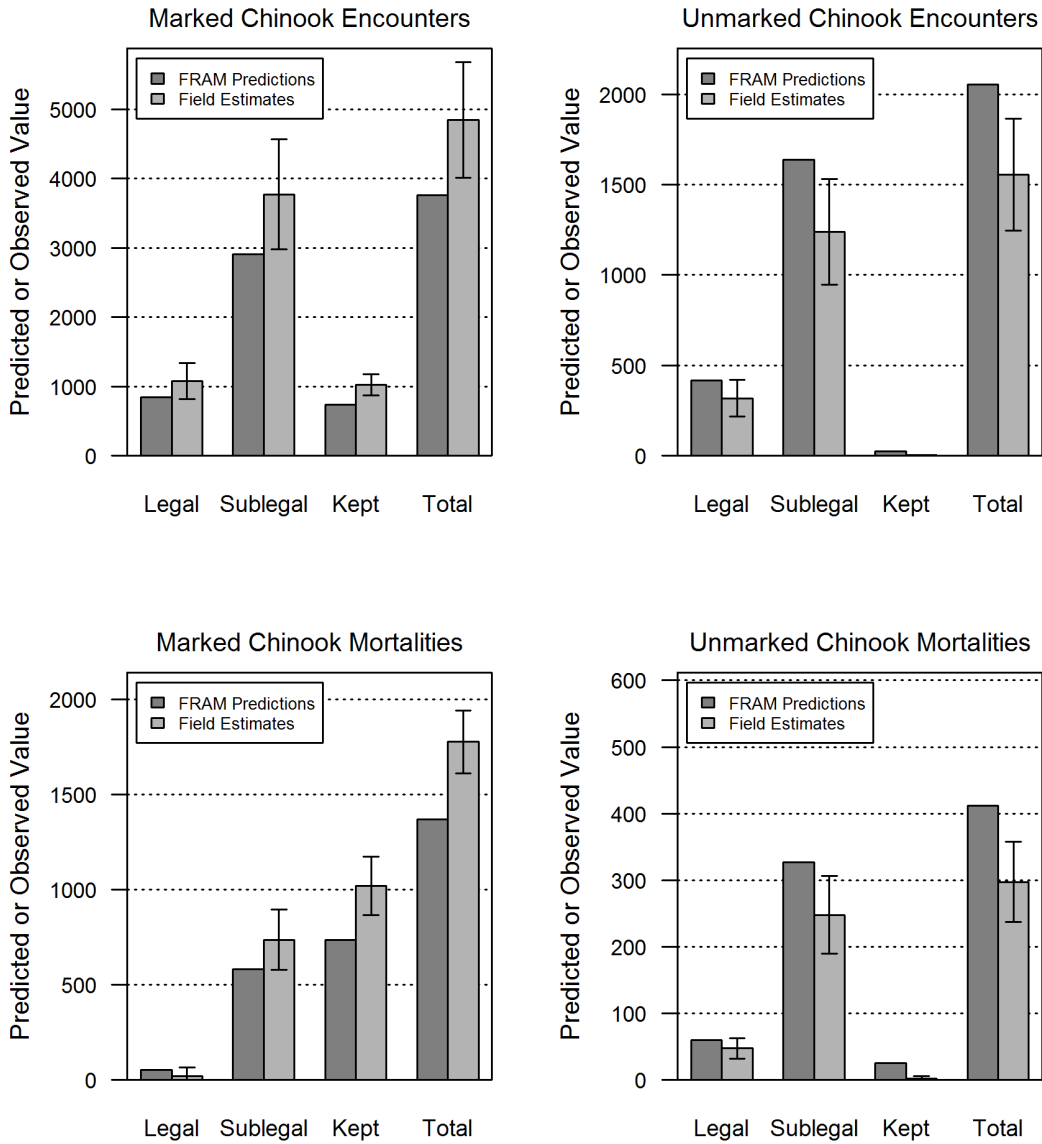 Marked Chinook Encounters
Predicted or Observed Value
FRAM Predictions
Field Estimates
5000
4000
3000
2000
1000
0
Legal Sublegal Kept Total
Unmarked Chinook Encounters
Predicted or Observed Value
FRAM Predictions
Field Estimates
2000
1500
1000
500
0
Legal Sublegal Kept Total
Marked Chinook Mortalities
Predicted or Observed Value
FRAM Predictions
Field Estimates
2000
1500
1000
500
0
Legal Sublegal Kept Total
Unmarked Chinook Mortalities
Predicted or Observed Value
FRAM Predictions
Field Estimates
600
500
400
300
200
100
0
Legal Sublegal Kept Total